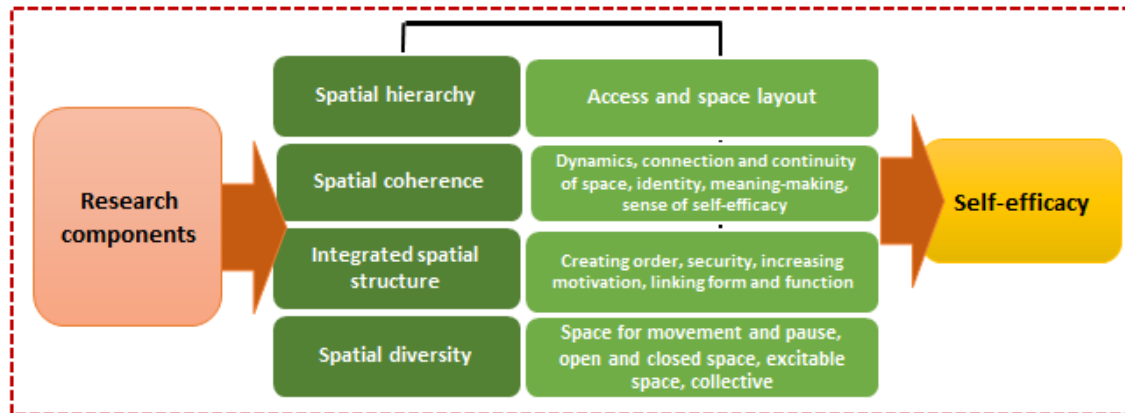 Research
components
Spatial hierarchy
Access and space layout
Spatial coherence
Dynamics, connection and continuity
of space, identity, meaning-making,
sense of self-efficacy
Integrated spatial
structure
Creating order, security, increasing
motivation, linking form and function
Spatial diversity
Space for movement and pause,
open and closed space, excitable
space, collective
Self-efficacy